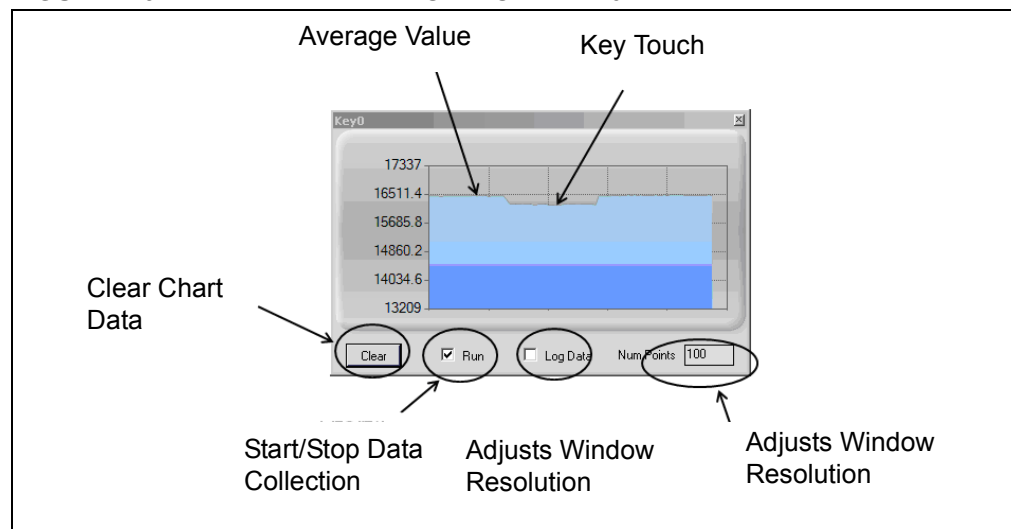 Average Value
Key Touch
Key0
17337
16511.4
15685.8
14860.2
14034.6
13209
Clear Chart
Data
Clear
Run
Log Data
Num Points
100
Start/Stop Data
Collection
Adjusts Window
Resolution
Adjusts Window
Resolution